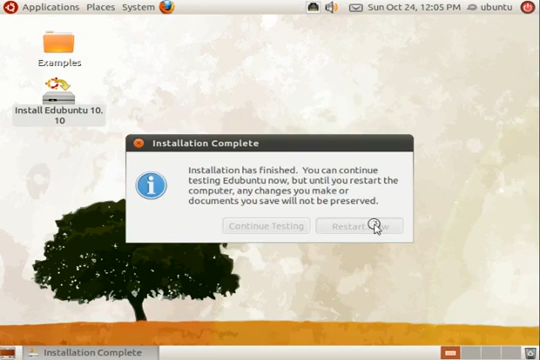 Applications Places System Sun Oct 24, 12:05 PM ubuntu
Examples
Install Edubuntu 10.
10
Installation Complete
Installation has finished. You can continue
testing Edubuntu now, but until you restart the
computer, any changes you make or
documents you save will not be preserved.
Continue Testing Restart
Installation Complete